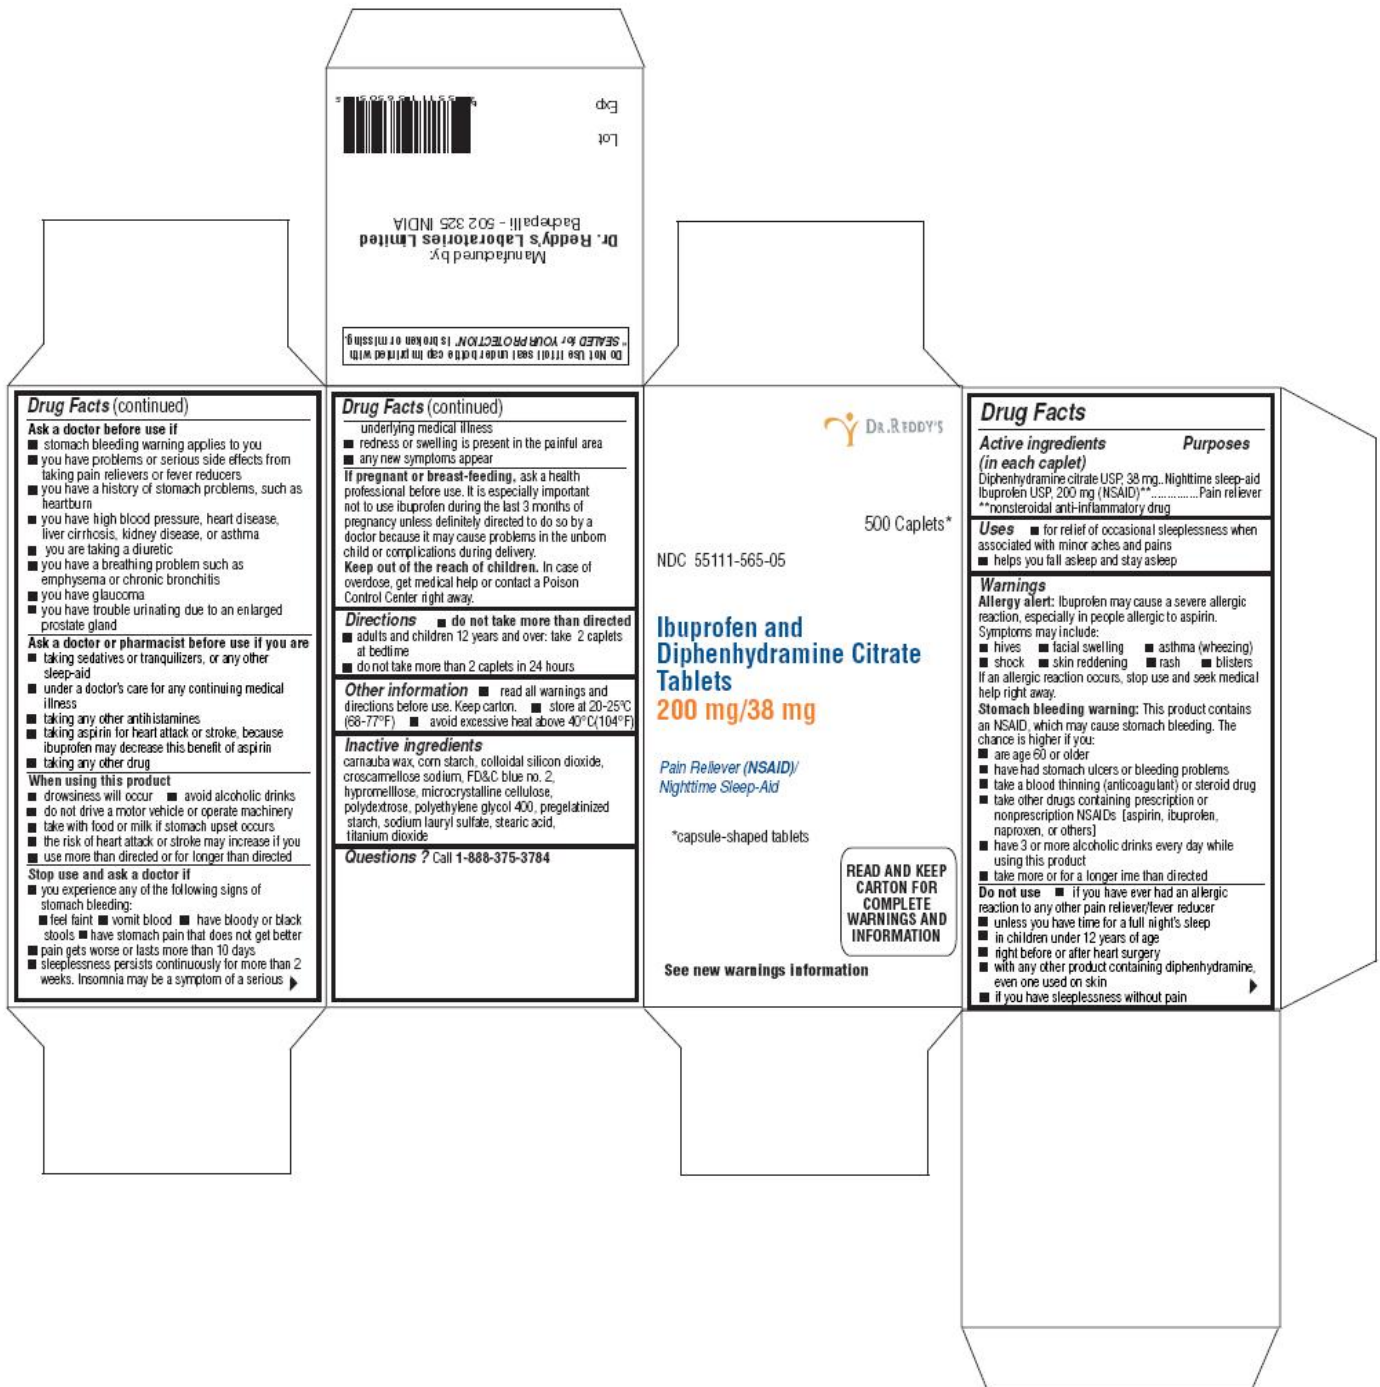 Exp
Lot
Manufactured by:
Dr. Reddy's Laboratories Limited
Bachepalli - 502 325 INDIA
Do Not Use if foil seal under bottle cap imprinted with
"SEALED for YOUR PROTECTION" is broken or missing.
Drug Facts (continued)
Ask a doctor before use if
■ stomach bleeding warning applies to you
■ you have problems or serious side effects from
taking pain relievers or fever reducers
■ you have a history of stomach problems, such as
heartburn
■ you have high blood pressure, heart disease,
liver cirrhosis, kidney disease, or asthma
■ you are taking a diuretic
■ you have a breathing problem such as
emphysema or chronic bronchitis
■ you have glaucoma
■ you have trouble urinating due to an enlarged
prostate gland
Ask a doctor or pharmacist before use if you are
■ taking sedatives or tranquilizers, or any other
sleep-aid
■ under a doctor's care for any continuing medical
illness
■ taking any other antihistamines
■ taking aspirin for heart attack or stroke, because
ibuprofen may decrease this benefit of aspirin
■ taking any other drug
When using this product
■ drowsiness will occur ■ avoid alcoholic drinks
■ do not drive a motor vehicle or operate machinery
■ take with food or milk if stomach upset occurs
■ the risk of heart attack or stroke may increase if you
■ use more than directed or for longer than directed
Stop use and ask a doctor if
■ you experience any of the following signs of
stomach bleeding:
■ feel faint ■ vomit blood ■ have bloody or black
stools ■ have stomach pain that does not get better
■ pain gets worse or lasts more than 10 days
■ sleeplessness persists continuously for more than 2
weeks. Insomnia may be a symptom of a serious
Drug Facts (continued)
underlying medical illness
■ redness or swelling is present in the painful area
■ any new symptoms appear
If pregnant or breast-feeding, ask a health
professional before use. It is especially important
not to use ibuprofen during the last 3 months of
pregnancy unless definitely directed to do so by a
doctor because it may cause problems in the unborn
child or complications during delivery.
Keep out of the reach of children. In case of
overdose, get medical help or contact a Poison
Control Center right away.
Directions ■ do not take more than directed
■ adults and children 12 years and over: take 2 caplets
at bedtime
■ do not take more than 2 caplets in 24 hours
Other information ■ read all warnings and
directions before use. Keep carton. ■ store at 20-25°C
(68-77°F) ■ avoid excessive heat above 40°C(104°F)
Inactive ingredients
carnauba wax, corn starch, colloidal silicon dioxide,
croscarmellose sodium, FD&C blue no. 2,
hypromelllose, microcrystalline cellulose,
polydextrose, polyethylene glycol 400, pregelatinized
starch, sodium lauryl sulfate, stearic acid,
titanium dioxide
Questions ? Call 1-888-375-3784
DR.REDDY'S
500 Caplets*
NDC 55111-565-05
Ibuprofen and
Diphenhydramine Citrate
Tablets
200 mg/38 mg
Pain Reliever (NSAID)/
Nighttime Sleep-Aid
*capsule-shaped tablets
READ AND KEEP
CARTON FOR
COMPLETE
WARNINGS AND
INFORMATION
See new warnings information
Drug Facts
Active ingredients Purposes
(in each caplet)
Diphenhydramine citrate USP, 38 mg..Nighttime sleep-aid
Ibuprofen USP, 200 mg (NSAID)**..............Pain reliever
**nonsteroidal anti-inflammatory drug
Uses ■ for relief of occasional sleeplessness when
associated with minor aches and pains
■ helps you fall asleep and stay asleep
Warnings
Allergy alert: Ibuprofen may cause a severe allergic
reaction, especially in people allergic to aspirin.
Symptoms may include:
■ hives ■ facial swelling ■ asthma (wheezing)
■ shock ■ skin reddening ■ rash ■ blisters
If an allergic reaction occurs, stop use and seek medical
help right away.
Stomach bleeding warning: This product contains
an NSAID, which may cause stomach bleeding. The
chance is higher if you:
■ are age 60 or older
■ have had stomach ulcers or bleeding problems
■ take a blood thinning (anticoagulant) or steroid drug
■ take other drugs containing prescription or
nonprescription NSAIDs [aspirin, ibuprofen,
naproxen, or others]
■ have 3 or more alcoholic drinks every day while
using this product
■ take more or for a longer ime than directed
Do not use ■ if you have ever had an allergic
reaction to any other pain reliever/fever reducer
■ unless you have time for a full night's sleep
■ in children under 12 years of age
■ right before or after heart surgery
■ with any other product containing diphenhydramine,
even one used on skin
■ if you have sleeplessness without pain